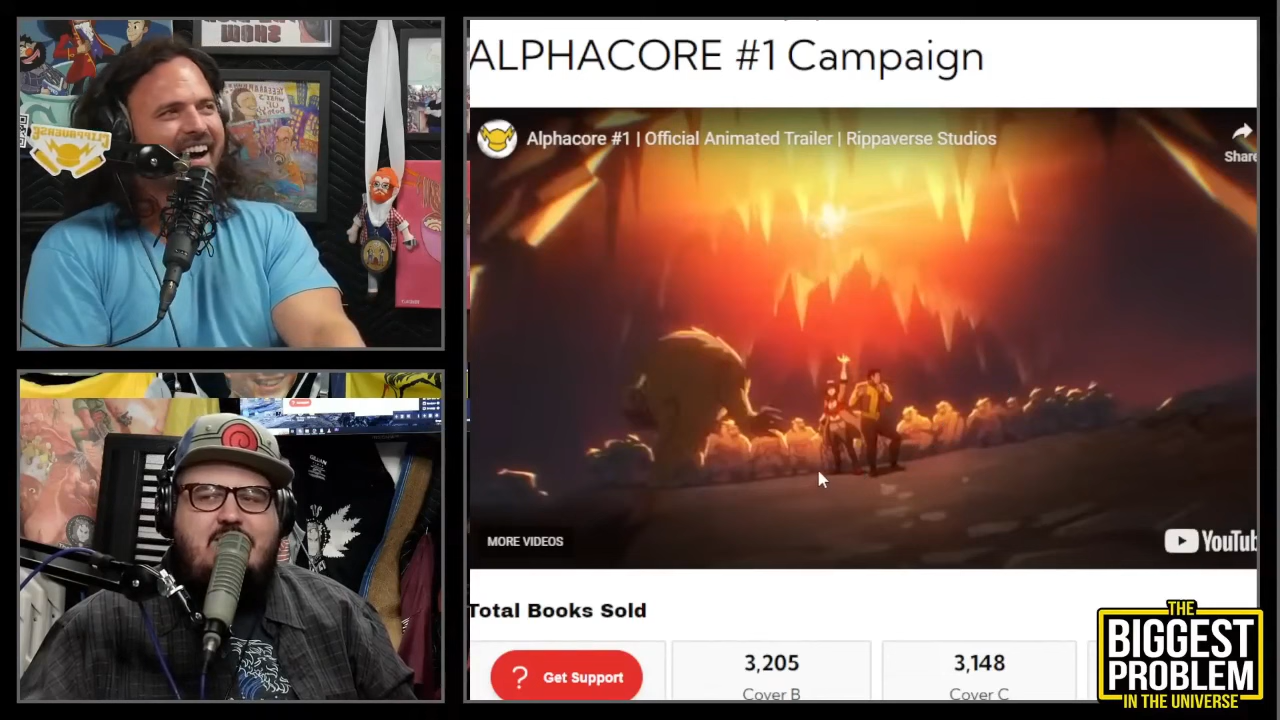 ALPHACORE #1 Campaign
Alphacore #1 | Official Animated Trailer | Rippaverse Studios
Share
MORE VIDEOS
YouTub
Total Books Sold
? Get Support
3,205
Cover B
3,148
Cover C
THE
BIGGEST
PROBLEM
IN THE UNIVERSE